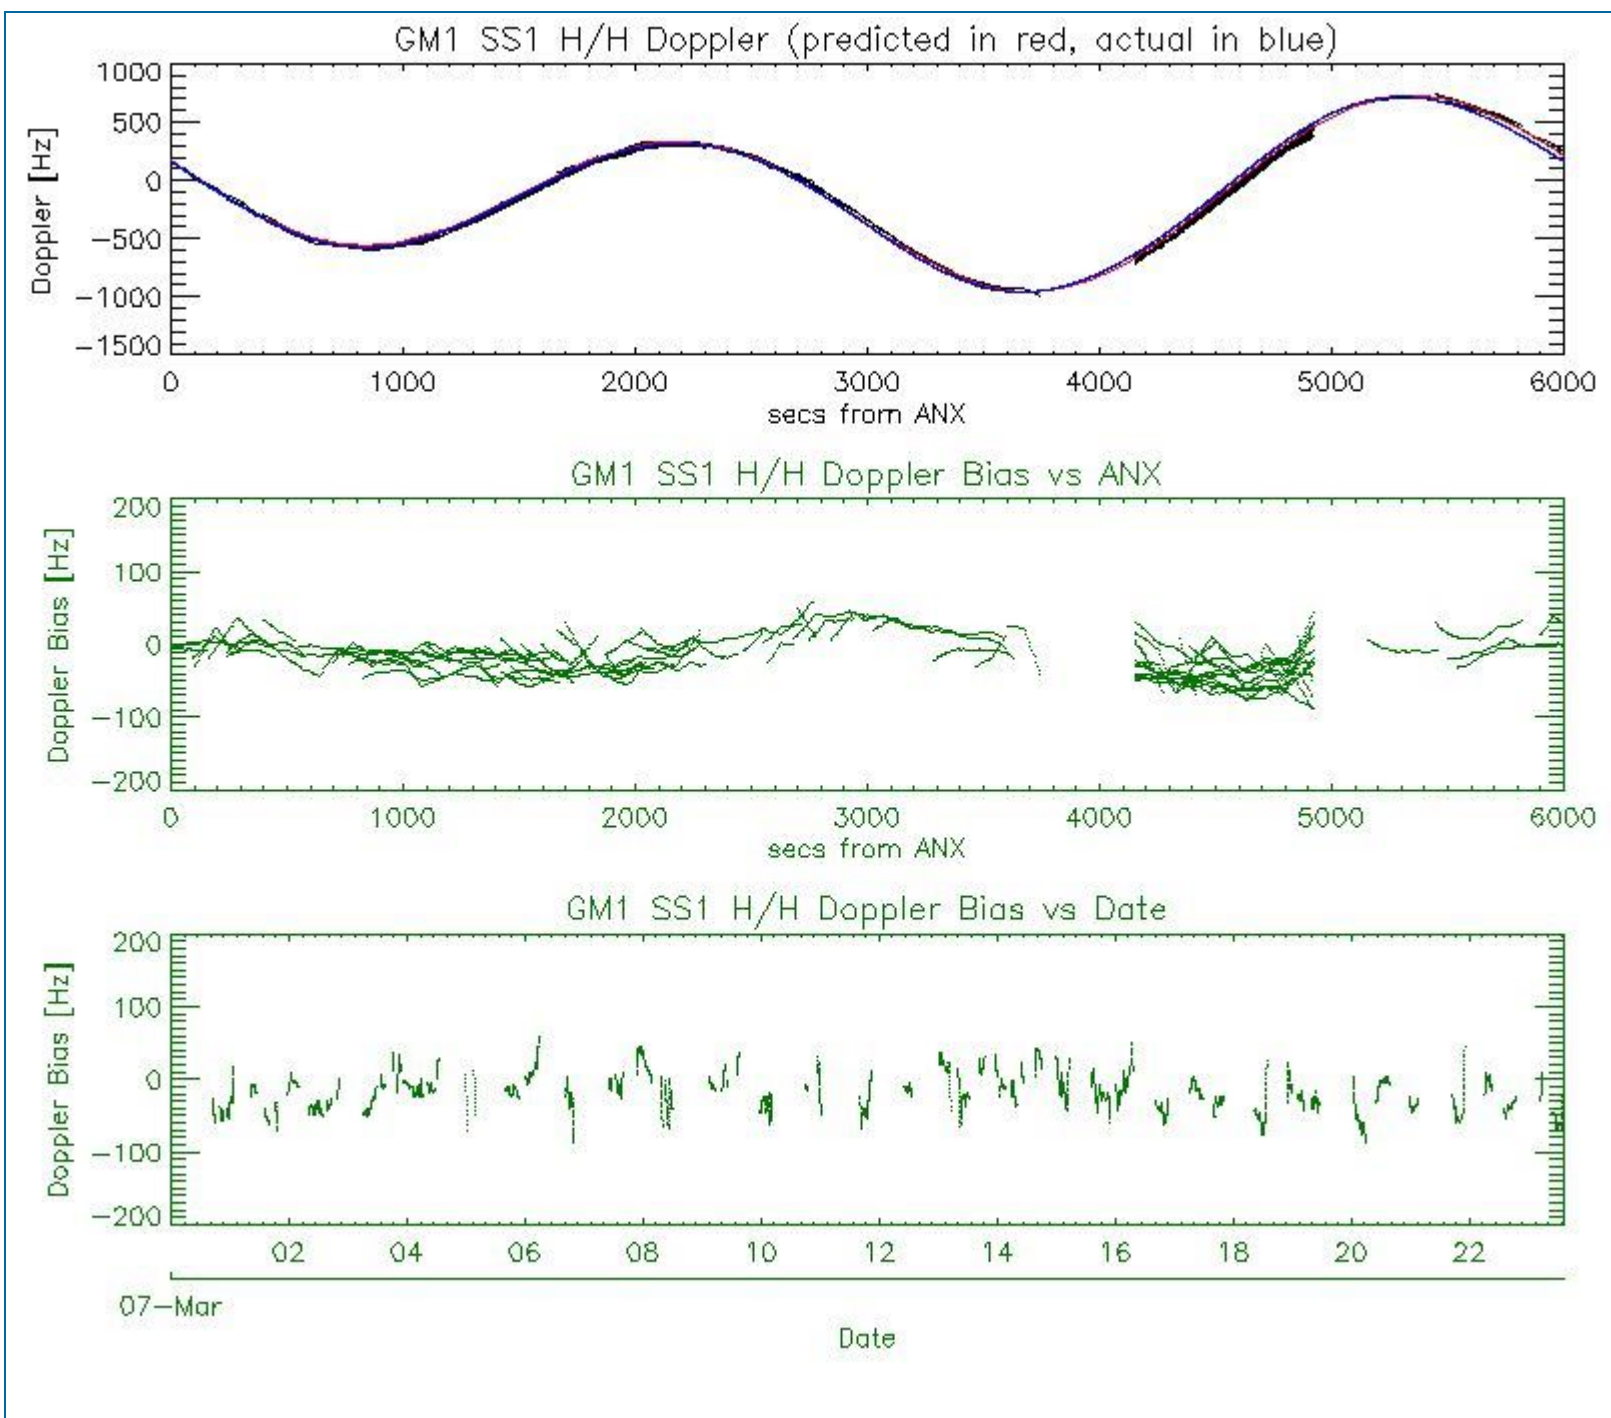 GM1 SS1 H/H Doppler (predicted in red, actual in blue)
Doppler [Hz]
1000
500
0
-500
-1000
-1500
0 1000 2000 3000 4000 5000 6000
secs from ANX
GM1 SS1 H/H Doppler Bias vs ANX
Doppler Bias [Hz]
200
100
0
-100
-200
0 1000 2000 3000 4000 5000 6000
secs from ANX
GM1 SS1 H/H Doppler Bias vs Date
Doppler Bias [Hz]
200
100
0
-100
-200
02 04 06 08 10 12 14 16 18 20 22
07-Mar
Date